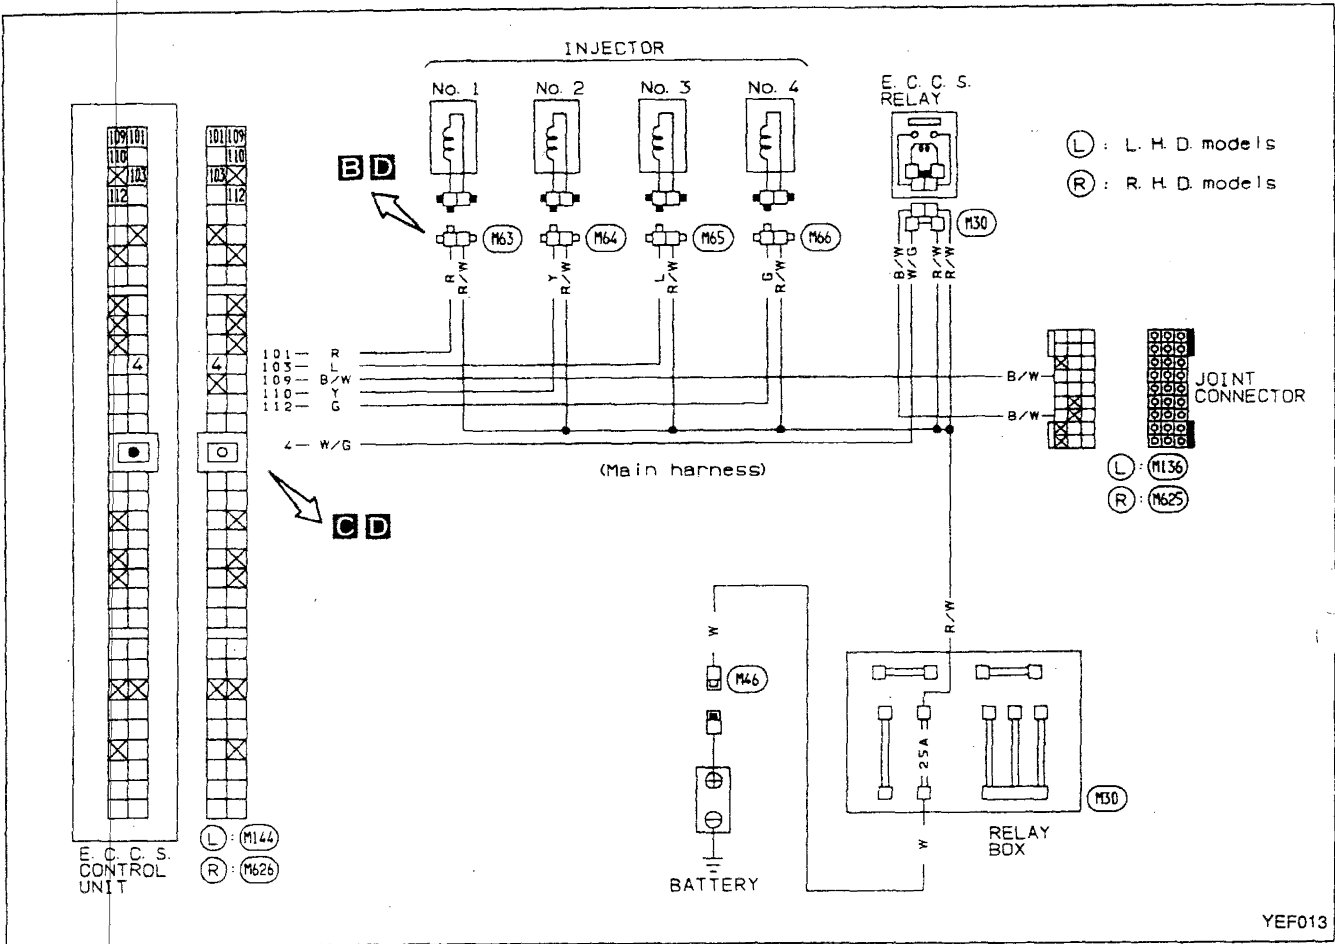 INJECTOR
No. 1
No. 2
No. 3
No. 4
E. C. C. S.
RELAY
L : L. H. D. models
R : R. H. D. models
109 101
110
103
112
4
101 109
110
103
112
4
B D
M63
M64
M65
M66
M30
R
R/W
Y
R/W
L
R/W
G
R/W
B/W
W/G
R/W
R/W
101 — R
103 — L
109 — B/W
110 — Y
112 — G
4 — W/G
B/W
B/W
JOINT
CONNECTOR
L : M136
R : M625
(Main harness)
C D
W
M46
R/W
25A
M30
W
RELAY
BOX
BATTERY
E. C. C. S.
CONTROL
UNIT
L : M144
R : M626
YEF013